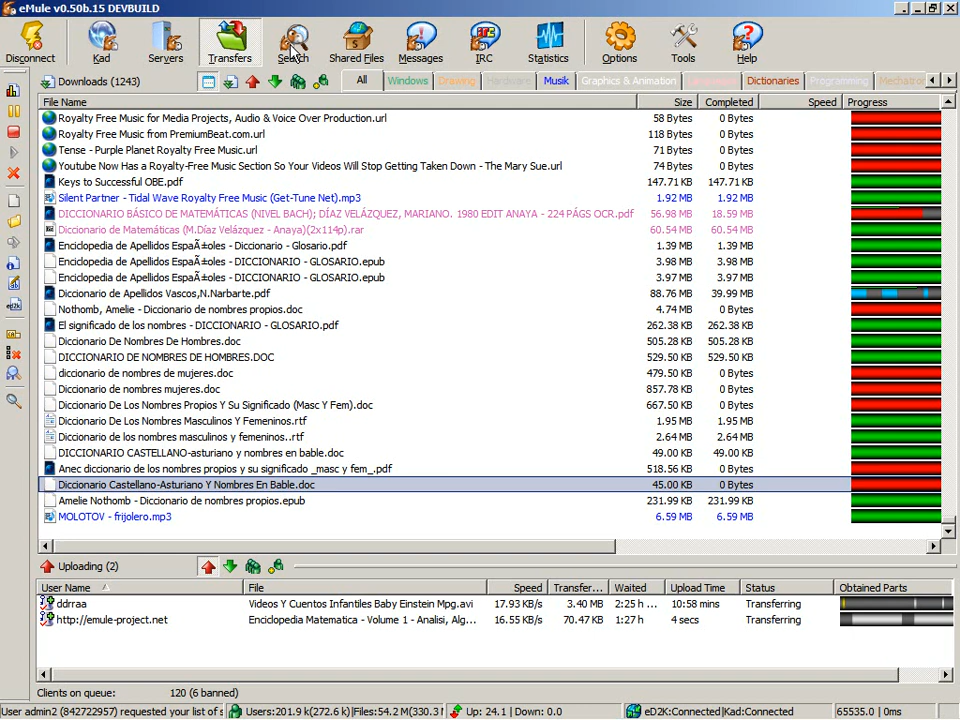 eMule v0.50b.15 DEVBUILD
Disconnect Kad Servers Transfers Search Shared Files Messages IRC Statistics Options Tools Help
Downloads (1243) All Windows Drawing Hardware Musik Graphics & Animation Dictionaries Programming
File Name Size Completed Speed Progress
Royalty Free Music for Media Projects, Audio & Voice Over Production.url 58 Bytes 0 Bytes
Royalty Free Music from PremiumBeat.com.url 118 Bytes 0 Bytes
Tense - Purple Planet Royalty Free Music.url 71 Bytes 0 Bytes
Youtube Now Has a Royalty-Free Music Section So Your Videos Will Stop Getting Taken Down - The Mary Sue.url 74 Bytes 0 Bytes
Keys to Successful OBE.pdf 147.71 KB 147.71 KB
Silent Partner - Tidal Wave Royalty Free Music (Get-Tune Net).mp3 1.92 MB 1.92 MB
DICCIONARIO BÁSICO DE MATEMÁTICAS (NIVEL BACH); DÍAZ VELÁZQUEZ, MARIANO. 1980 EDIT ANAYA - 224 PÁGS OCR.pdf 56.98 MB 18.59 MB
Diccionario de Matemáticas (M.Díaz Velázquez - Anaya)(2x114p).rar 60.54 MB 60.54 MB
Enciclopedia de Apellidos EspaÃ±oles - Diccionario - Glosario.pdf 1.39 MB 1.39 MB
Enciclopedia de Apellidos EspaÃ±oles - DICCIONARIO - GLOSARIO.epub 3.98 MB 3.98 MB
Enciclopedia de Apellidos EspaÃ±oles - DICCIONARIO - GLOSARIO.epub 3.97 MB 3.97 MB
Diccionario de Apellidos Vascos,N.Narbarte.pdf 88.76 MB 39.99 MB
Nothomb, Amelie - Diccionario de nombres propios.doc 4.74 MB 0 Bytes
El significado de los nombres - DICCIONARIO - GLOSARIO.pdf 262.38 KB 262.38 KB
Diccionario De Nombres De Hombres.doc 505.28 KB 505.28 KB
DICCIONARIO DE NOMBRES DE HOMBRES.DOC 529.50 KB 529.50 KB
diccionario de nombres de mujeres.doc 479.50 KB 0 Bytes
Diccionario de nombres mujeres.doc 857.78 KB 0 Bytes
Diccionario De Los Nombres Propios Y Su Significado (Masc Y Fem).doc 667.50 KB 0 Bytes
Diccionario De Los Nombres Masculinos Y Femeninos.rtf 1.95 MB 1.95 MB
Diccionario de los nombres masculinos y femeninos..rtf 2.64 MB 2.64 MB
DICCIONARIO CASTELLANO-asturiano y nombres en bable.doc 49.00 KB 49.00 KB
Anec diccionario de los nombres propios y su significado _masc y fem_.pdf 518.56 KB 0 Bytes
Diccionario Castellano-Asturiano Y Nombres En Bable.doc 45.00 KB 0 Bytes
Amelie Nothomb - Diccionario de nombres propios.epub 231.99 KB 231.99 KB
MOLOTOV - frijolero.mp3 6.59 MB 6.59 MB
Uploading (2)
User Name File Speed Transfer... Waited Upload Time Status Obtained Parts
ddrraa Videos Y Cuentos Infantiles Baby Einstein Mpg.avi 17.93 KB/s 3.40 MB 2:25 h ... 10:58 mins Transferring
http://emule-project.net Enciclopedia Matematica - Volume 1 - Analisi, Alg... 16.55 KB/s 70.47 KB 1:27 h 4 secs Transferring
Clients on queue: 120 (6 banned)
User admin2 (842722957) requested your list of s Users:201.9 k(272.6 k)|Files:54.2 M(330.3 Up: 24.1 | Down: 0.0 eD2K:Connected|Kad:Connected 65535.0 | 0ms